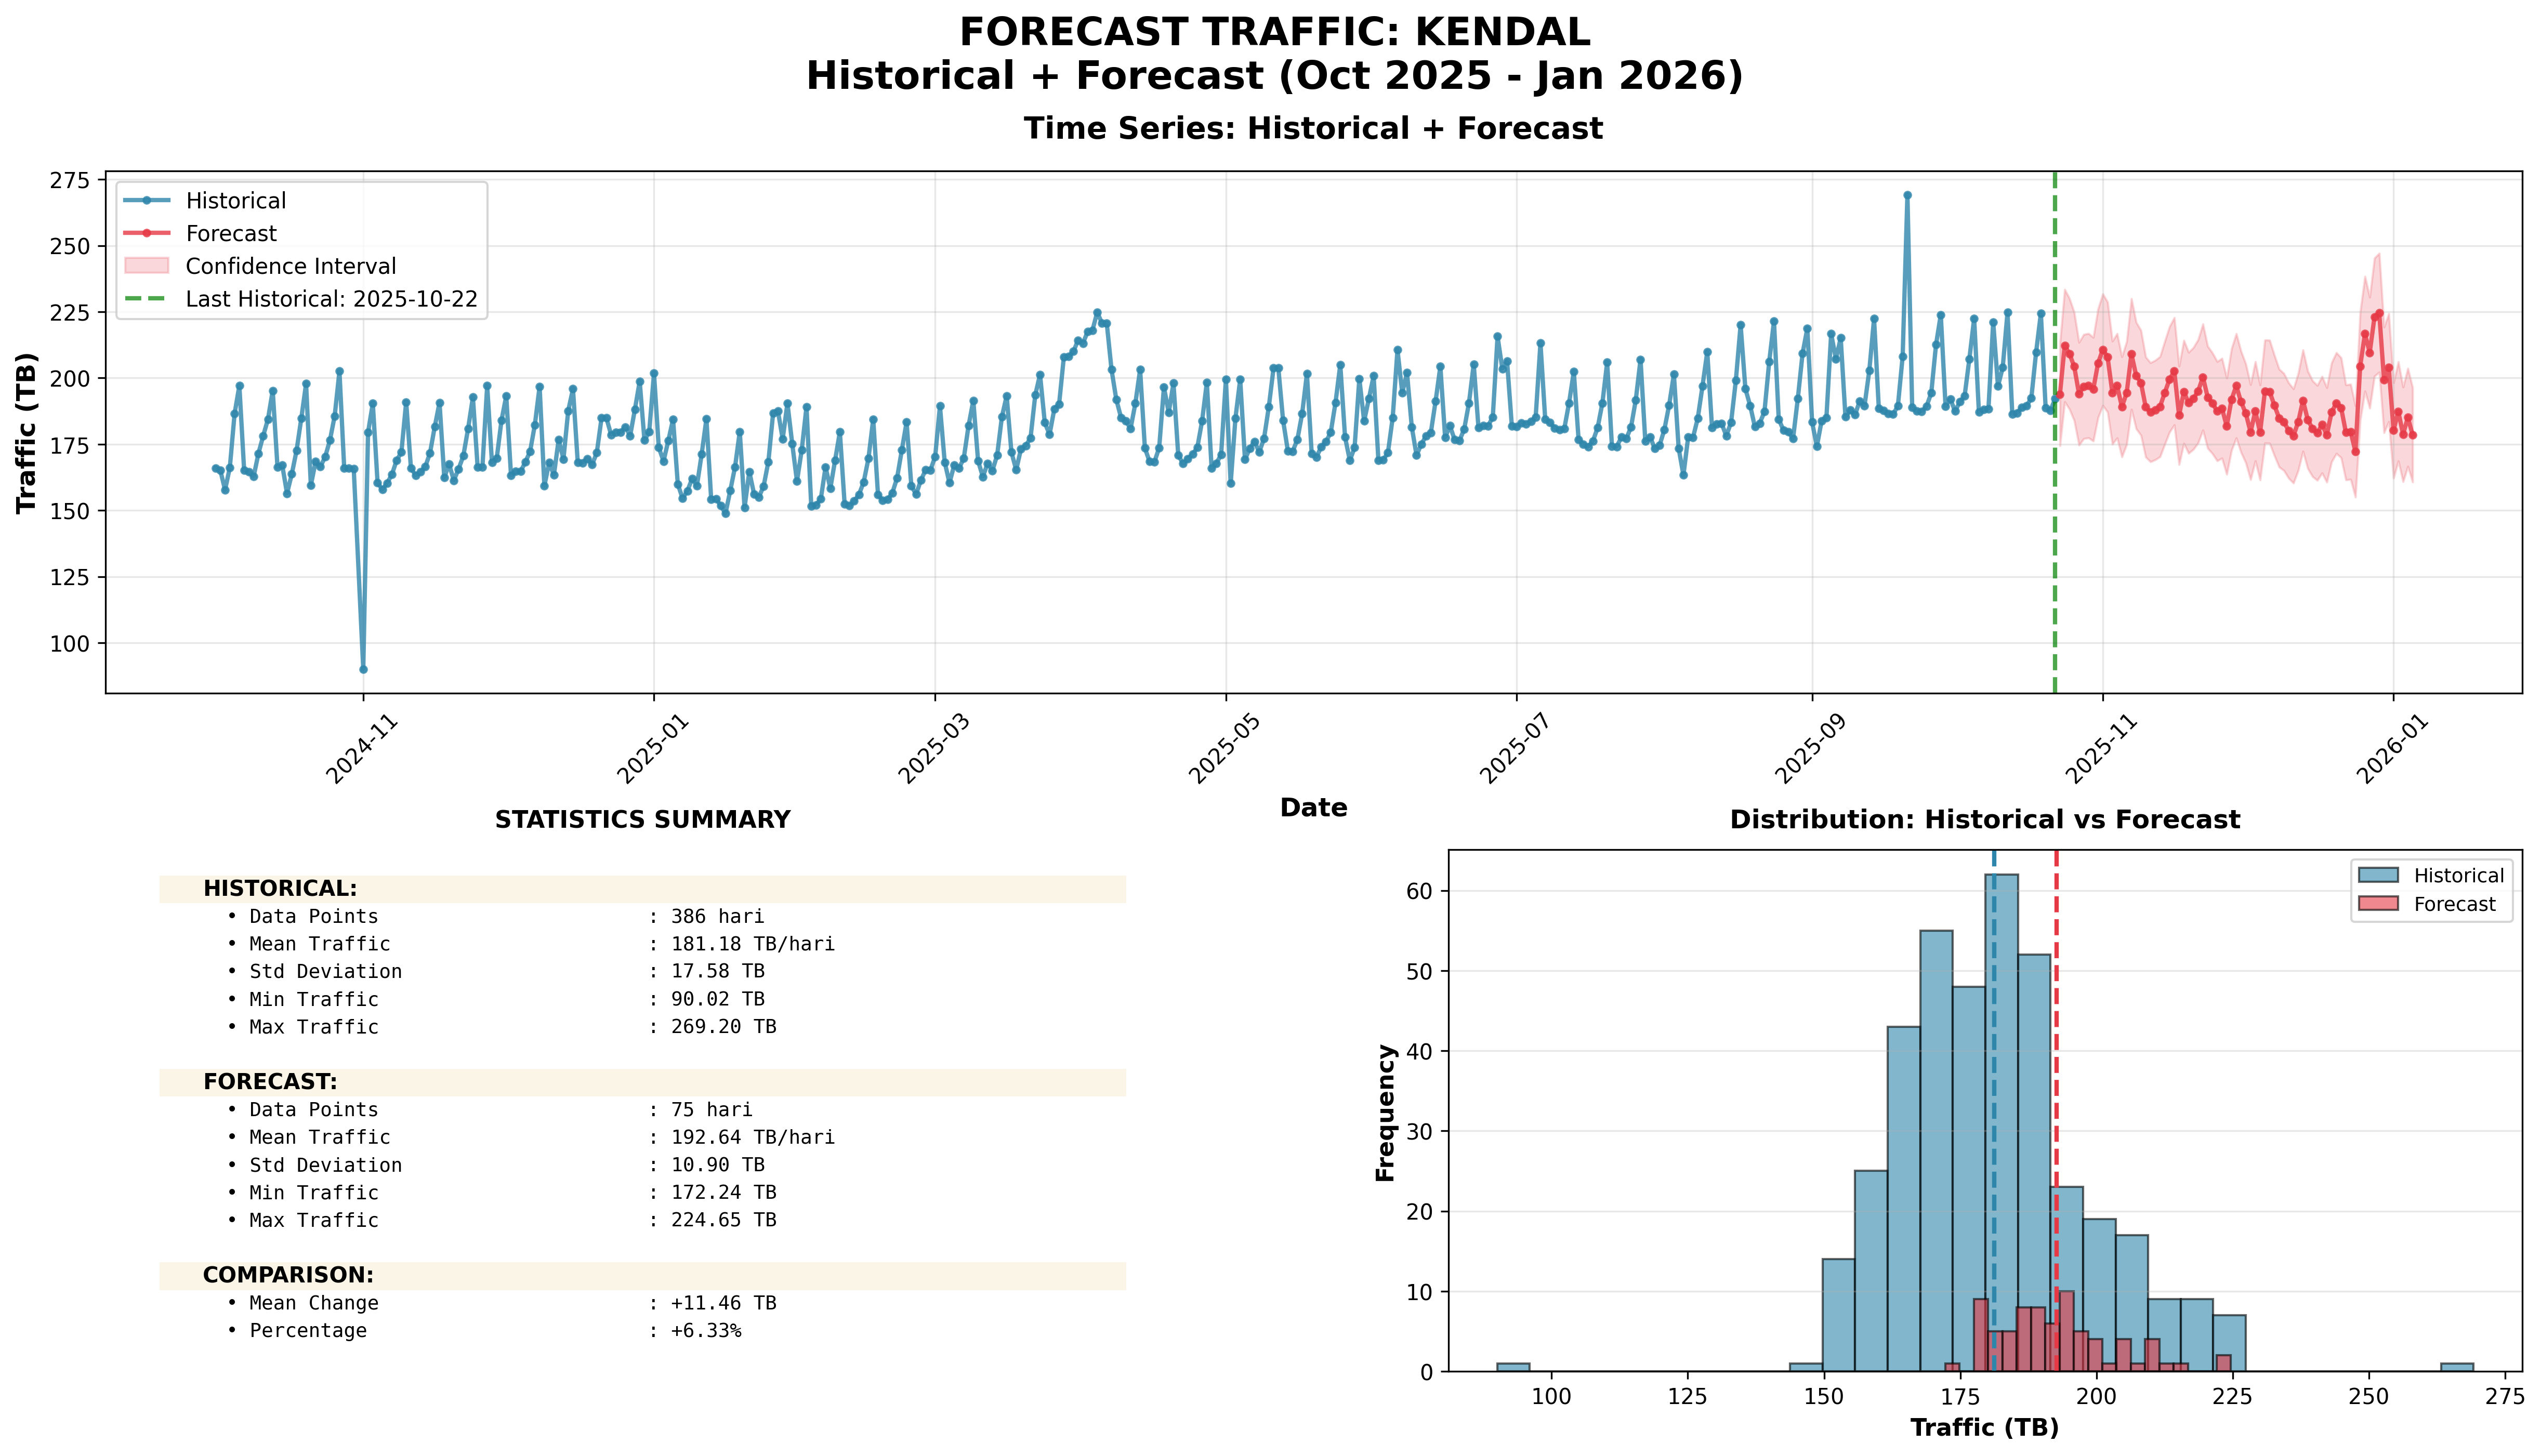 FORECAST TRAFFIC: KENDAL
Historical + Forecast (Oct 2025 - Jan 2026)
Time Series: Historical + Forecast
Traffic (TB)
275
250
225
200
175
150
125
100
Historical
Forecast
Confidence Interval
Last Historical: 2025-10-22
2024-11
2025-01
2025-03
2025-05
2025-07
2025-09
2025-11
2026-01
Date
STATISTICS SUMMARY
HISTORICAL:
• Data Points : 386 hari
• Mean Traffic : 181.18 TB/hari
• Std Deviation : 17.58 TB
• Min Traffic : 90.02 TB
• Max Traffic : 269.20 TB
FORECAST:
• Data Points : 75 hari
• Mean Traffic : 192.64 TB/hari
• Std Deviation : 10.90 TB
• Min Traffic : 172.24 TB
• Max Traffic : 224.65 TB
COMPARISON:
• Mean Change : +11.46 TB
• Percentage : +6.33%
Distribution: Historical vs Forecast
Frequency
60
50
40
30
20
10
0
Historical
Forecast
100
125
150
175
200
225
250
275
Traffic (TB)